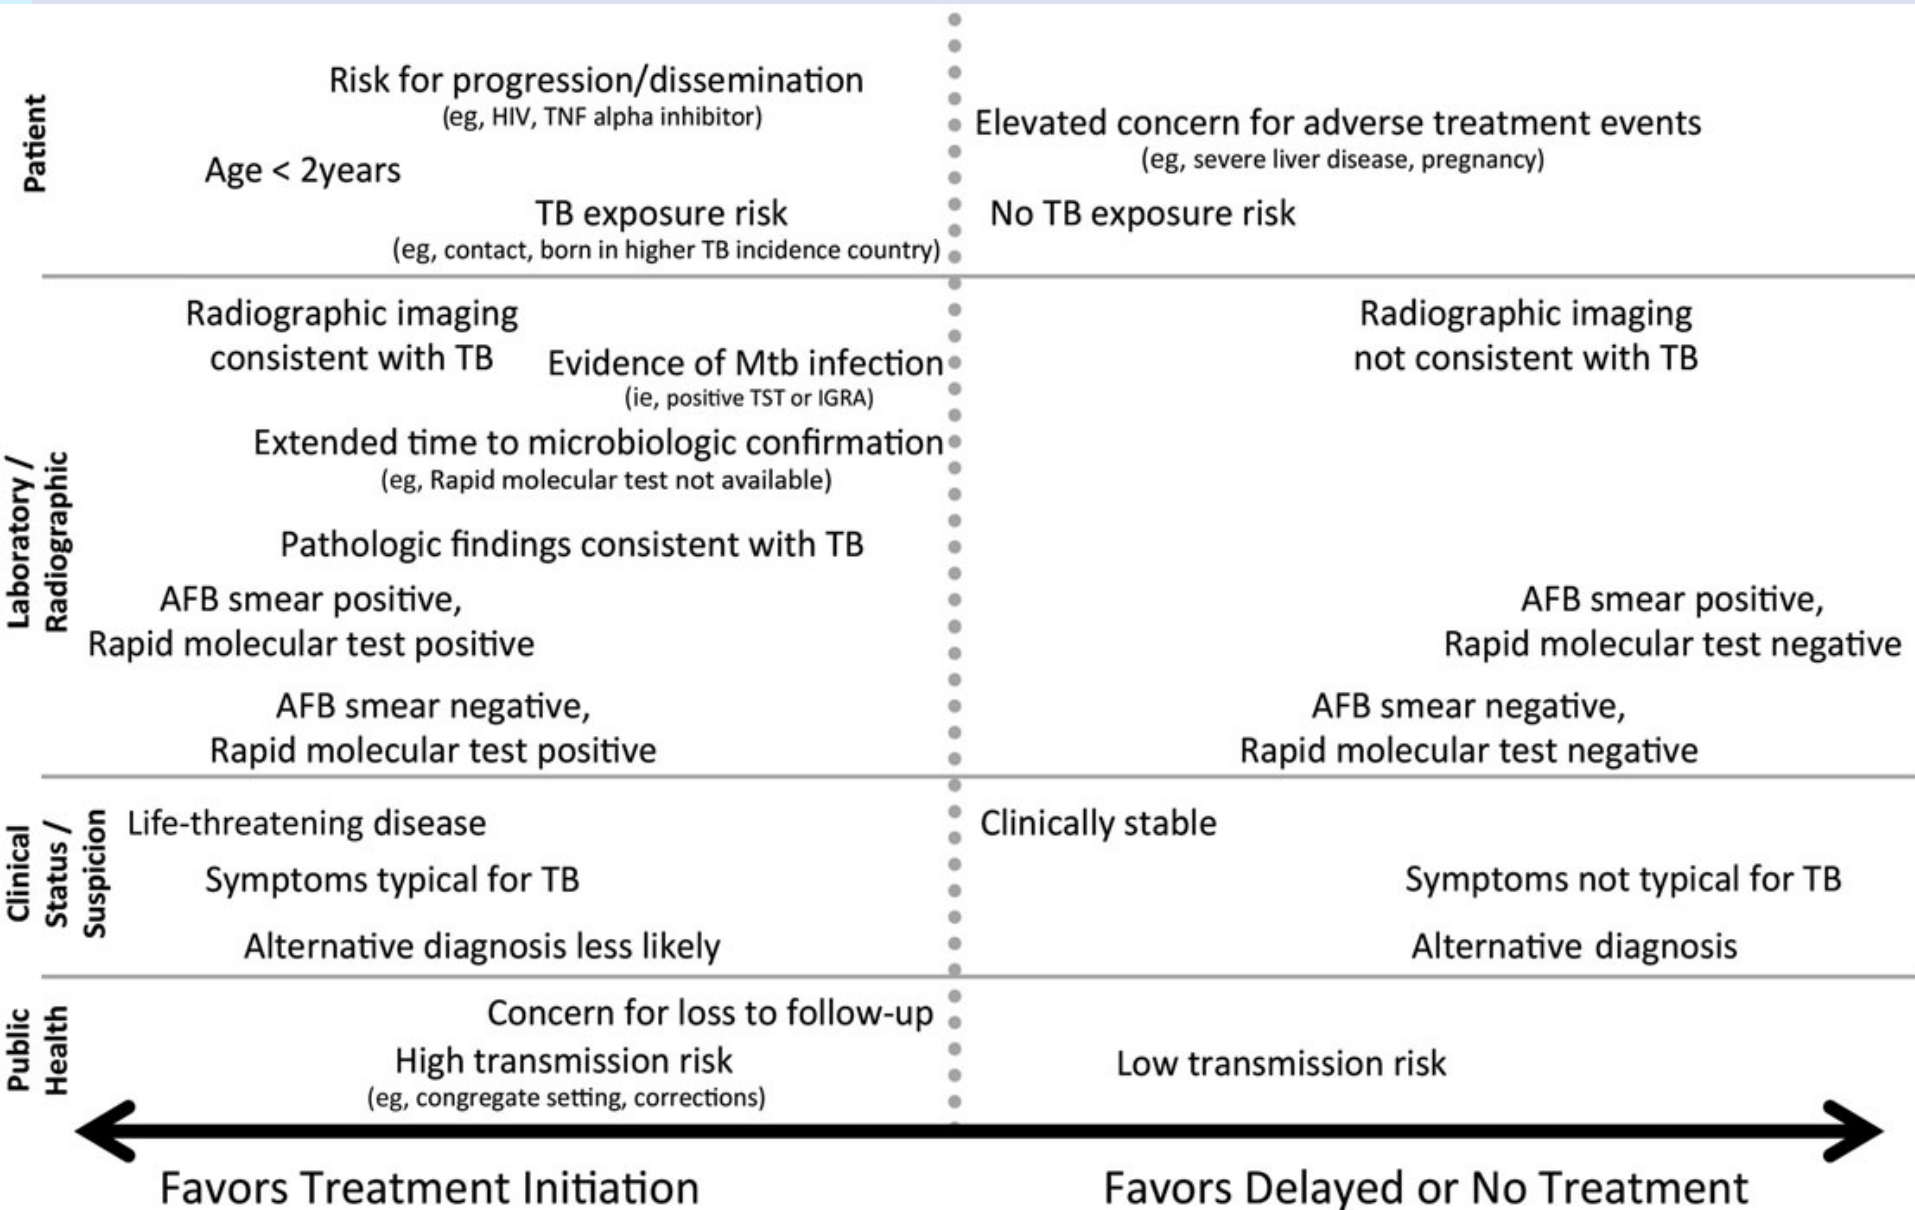 Patient
Risk for progression/dissemination
(eg, HIV, TNF alpha inhibitor)
Age < 2years
TB exposure risk
(eg, contact, born in higher TB incidence country)
Elevated concern for adverse treatment events
(eg, severe liver disease, pregnancy)
No TB exposure risk
Laboratory /
Radiographic
Radiographic imaging
consistent with TB
Evidence of Mtb infection
(ie, positive TST or IGRA)
Extended time to microbiologic confirmation
(eg, Rapid molecular test not available)
Pathologic findings consistent with TB
AFB smear positive,
Rapid molecular test positive
AFB smear negative,
Rapid molecular test positive
Radiographic imaging
not consistent with TB
AFB smear positive,
Rapid molecular test negative
AFB smear negative,
Rapid molecular test negative
Clinical
Status /
Suspicion
Life-threatening disease
Symptoms typical for TB
Alternative diagnosis less likely
Clinically stable
Symptoms not typical for TB
Alternative diagnosis
Public
Health
Concern for loss to follow-up
High transmission risk
(eg, congregate setting, corrections)
Low transmission risk
Favors Treatment Initiation
Favors Delayed or No Treatment